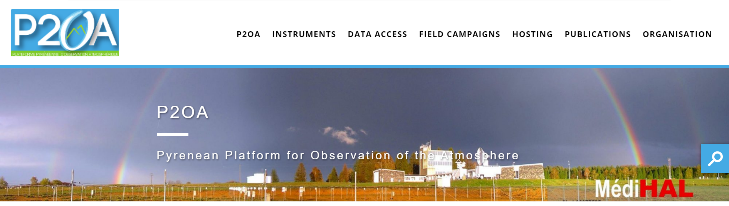 P2OA
P2OA INSTRUMENTS DATA ACCESS FIELD CAMPAIGNS HOSTING PUBLICATIONS ORGANISATION
P2OA
Pyrenean Platform for Observation of the Atmosphere
MédiHAL